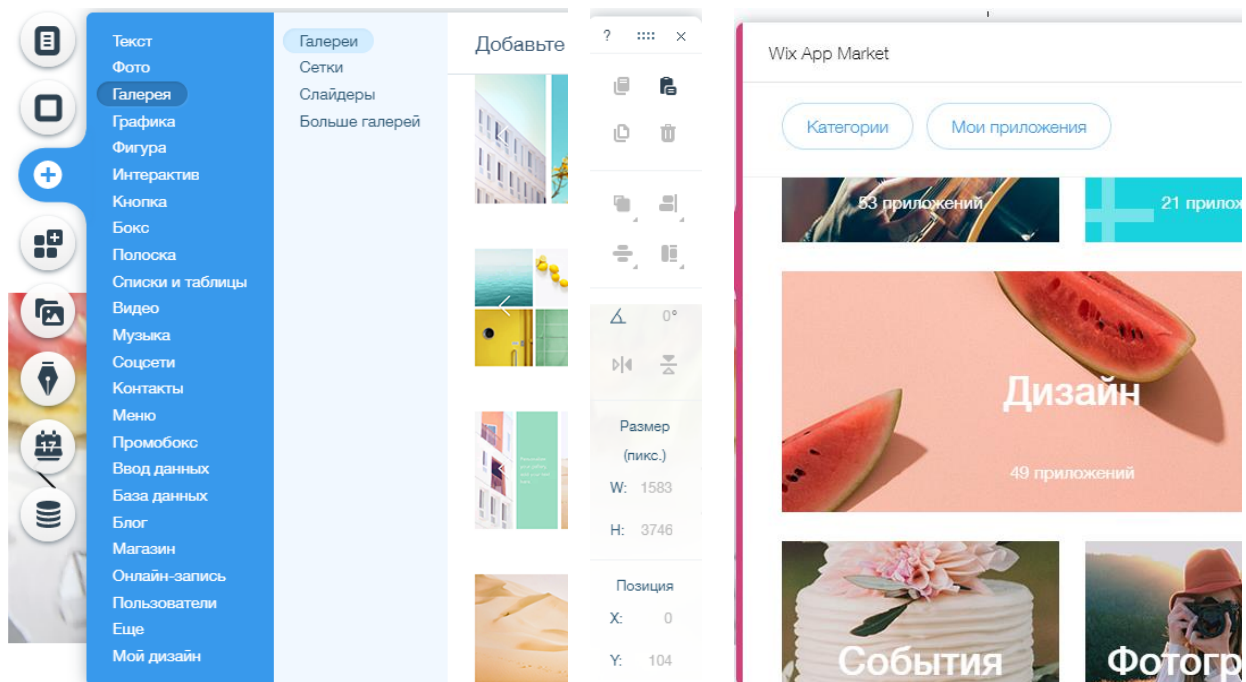 Текст
Фото
Галерея
Графика
Фигура
Интерактив
Кнопка
Бокс
Полоска
Списки и таблицы
Видео
Музыка
Соцсети
Контакты
Меню
Промобокс
Ввод данных
База данных
Блог
Магазин
Онлайн-запись
Пользователи
Еще
Мой дизайн
17
Галереи
Сетки
Слайдеры
Больше галерей
Добавьте
?
0°
Размер
(пикс.)
W: 1583
H: 3746
Позиция
X: 0
Y: 104
Wix App Market
Категории
Мои приложения
53 приложений
21 прилож
Дизайн
49 приложений
События
Фотогр